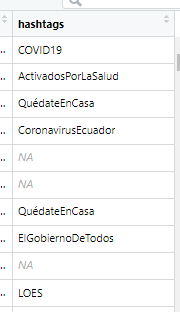 hashtags
.. COVID19
.. ActivadosPorLaSalud
.. QuédateEnCasa
.. CoronavirusEcuador
.. NA
.. NA
.. QuédateEnCasa
.. ElGobiernoDeTodos
.. NA
.. LOES